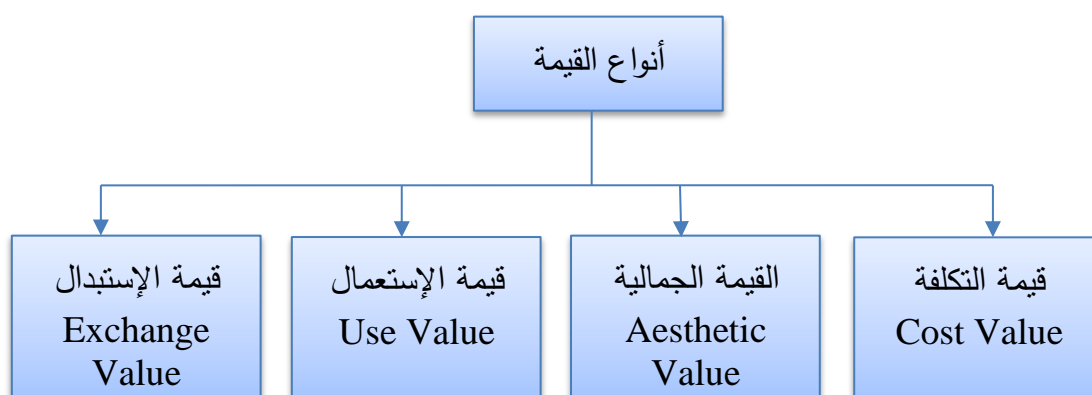 أنواع القيمة
قيمة التكلفة
Cost Value
القيمة الجمالية
Aesthetic
Value
قيمة الإستعمال
Use Value
قيمة الإستبدال
Exchange
Value